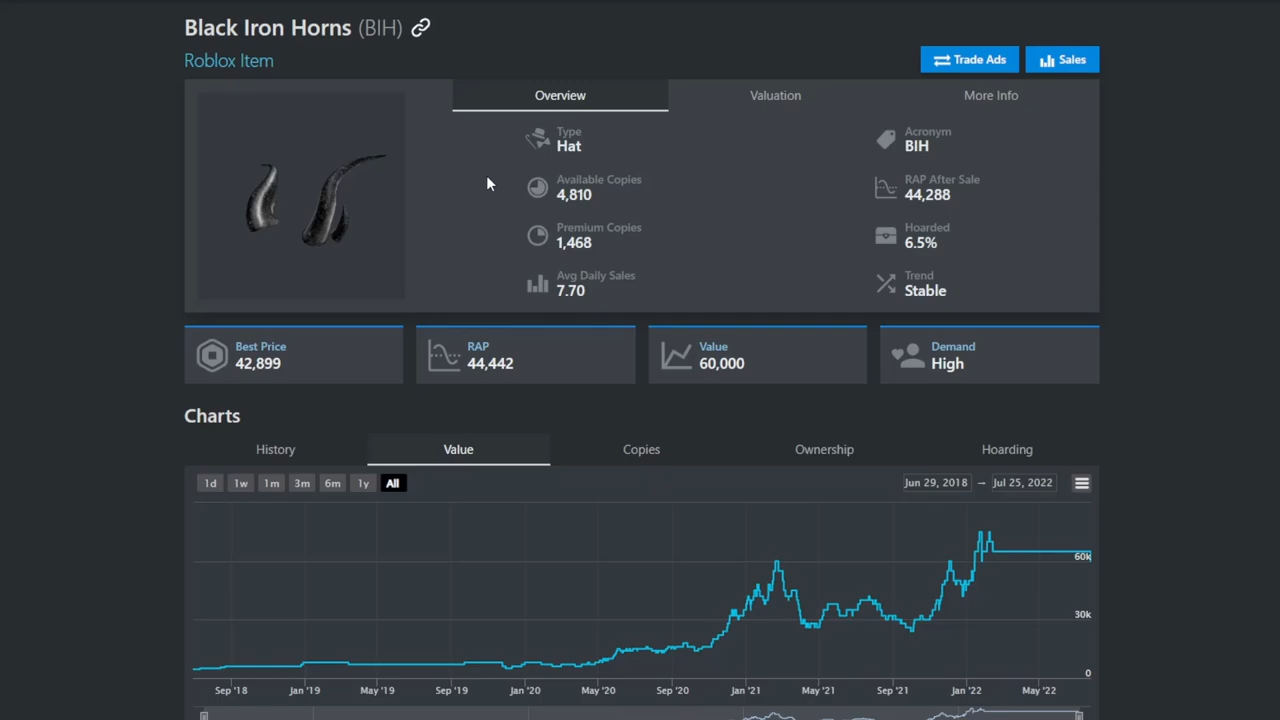 Black Iron Horns (BIH)
Roblox Item
Trade Ads
Sales
Overview
Valuation
More Info
Type
Hat
Acronym
BIH
Available Copies
4,810
RAP After Sale
44,288
Premium Copies
1,468
Hoarded
6.5%
Avg Daily Sales
7.70
Trend
Stable
Best Price
42,899
RAP
44,442
Value
60,000
Demand
High
Charts
History
Value
Copies
Ownership
Hoarding
1d 1w 1m 3m 6m 1y All
Jun 29, 2018 → Jul 25, 2022
60k
30k
0
Sep '18 Jan '19 May '19 Sep '19 Jan '20 May '20 Sep '20 Jan '21 May '21 Sep '21 Jan '22 May '22